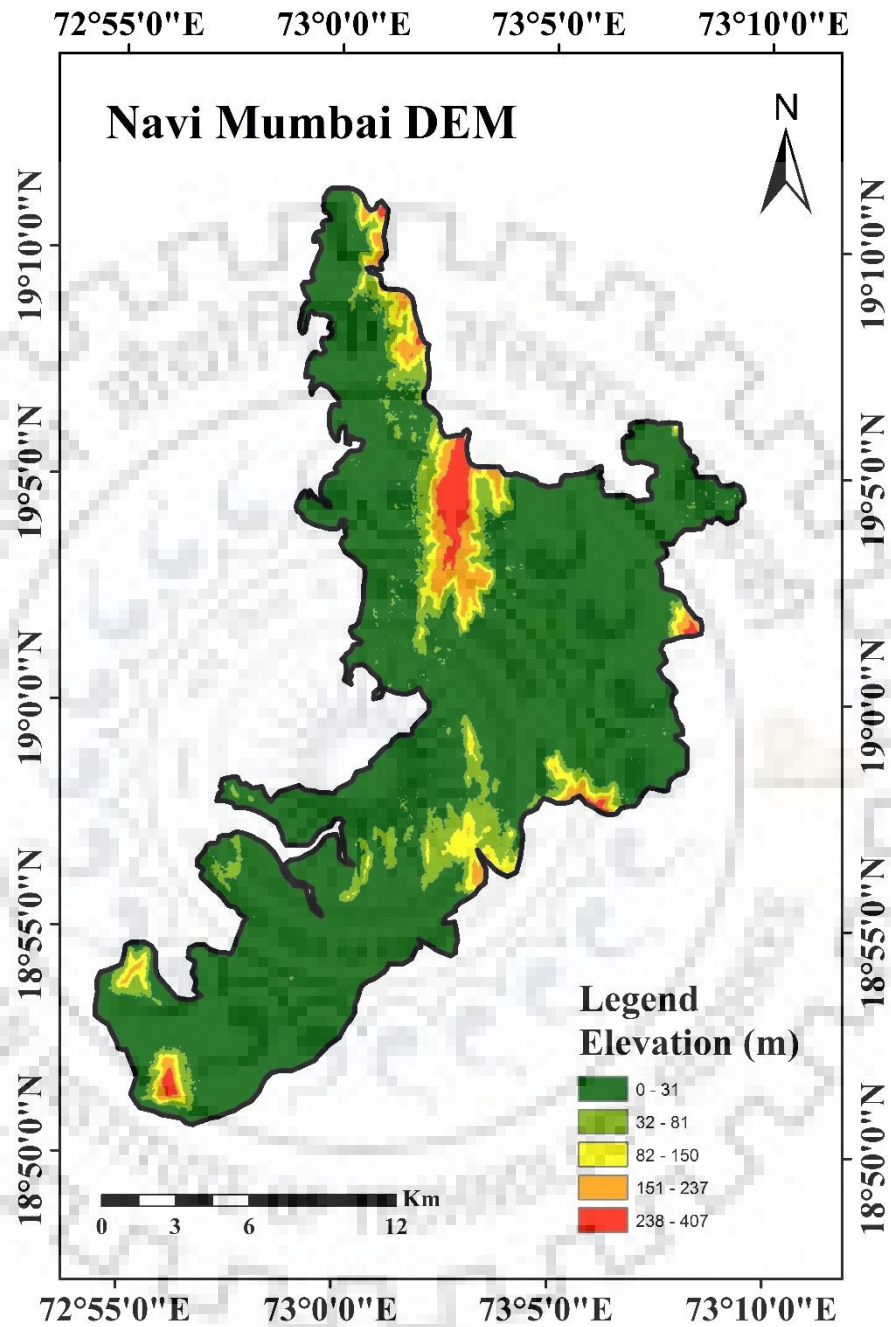 72°55'0"E 73°0'0"E 73°5'0"E 73°10'0"E
Navi Mumbai DEM
N
19°10'0"N
19°10'0"N
19°5'0"N
19°5'0"N
19°0'0"N
19°0'0"N
18°55'0"N
18°55'0"N
18°50'0"N
18°50'0"N
Legend
Elevation (m)
0 - 31
32 - 81
82 - 150
151 - 237
238 - 407
Km
0 3 6 12
72°55'0"E 73°0'0"E 73°5'0"E 73°10'0"E